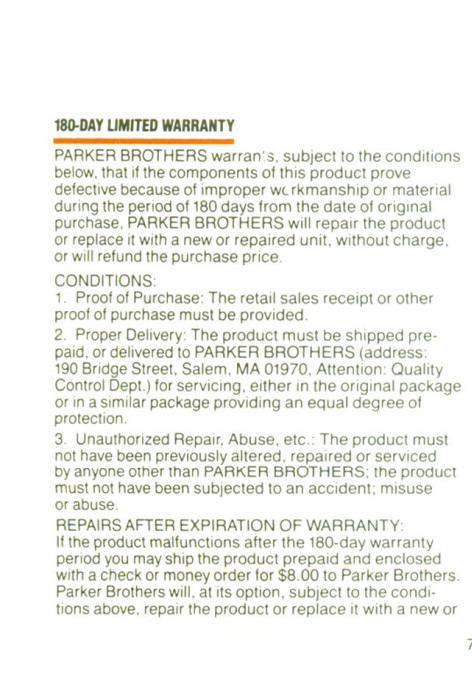 180-DAY LIMITED WARRANTY
PARKER BROTHERS warrants, subject to the conditions
below, that if the components of this product prove
defective because of improper workmanship or material
during the period of 180 days from the date of original
purchase, PARKER BROTHERS will repair the product
or replace it with a new or repaired unit, without charge,
or will refund the purchase price.
CONDITIONS:
1. Proof of Purchase: The retail sales receipt or other
proof of purchase must be provided.
2. Proper Delivery: The product must be shipped pre-
paid, or delivered to PARKER BROTHERS (address:
190 Bridge Street, Salem, MA 01970, Attention: Quality
Control Dept.) for servicing, either in the original package
or in a similar package providing an equal degree of
protection.
3. Unauthorized Repair, Abuse, etc.: The product must
not have been previously altered, repaired or serviced
by anyone other than PARKER BROTHERS; the product
must not have been subjected to an accident; misuse
or abuse.
REPAIRS AFTER EXPIRATION OF WARRANTY:
If the product malfunctions after the 180-day warranty
period you may ship the product prepaid and enclosed
with a check or money order for $8.00 to Parker Brothers.
Parker Brothers will, at its option, subject to the condi-
tions above, repair the product or replace it with a new or
7